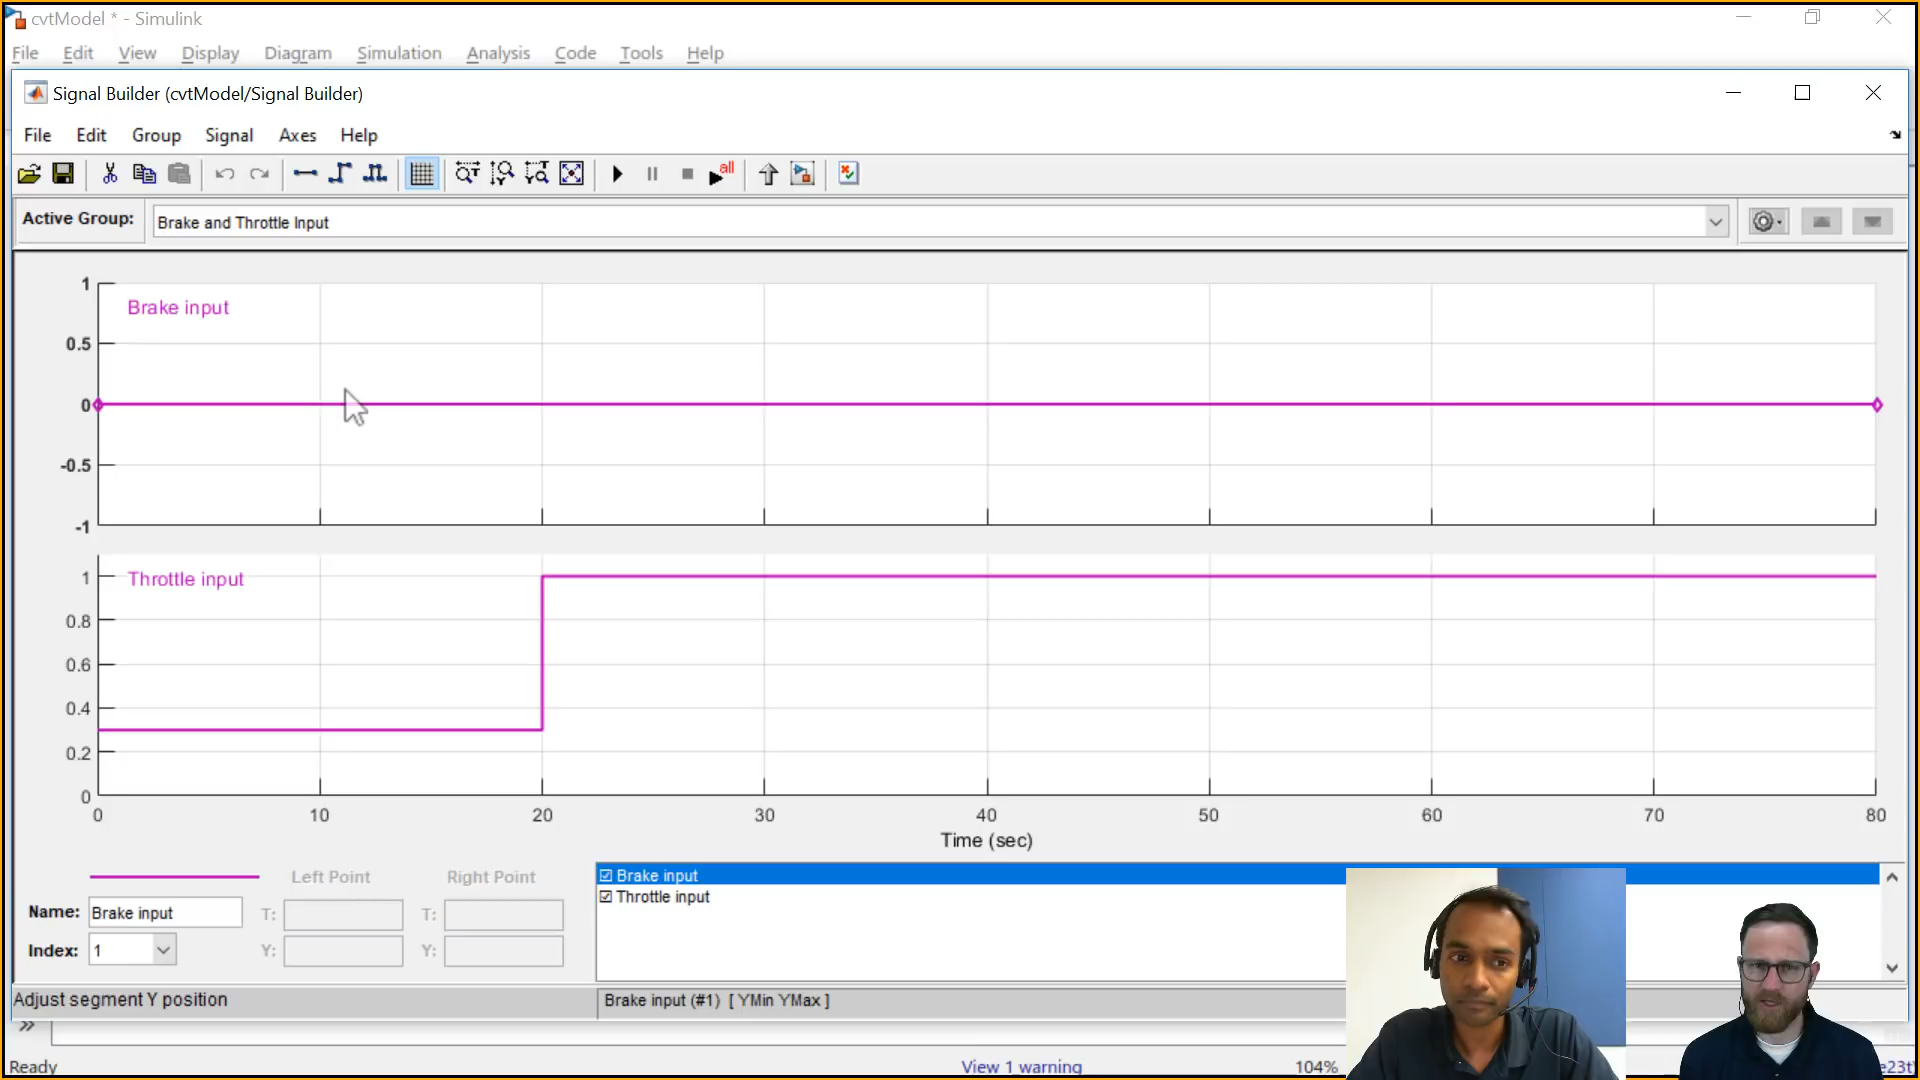 cvtModel * - Simulink
File Edit View Display Diagram Simulation Analysis Code Tools Help
Signal Builder (cvtModel/Signal Builder)
File Edit Group Signal Axes Help
all
Active Group: Brake and Throttle Input
1
Brake input
0.5
0
-0.5
-1
1 Throttle input
0.8
0.6
0.4
0.2
0
0 10 20 30 40 50 60 70 80
Time (sec)
Left Point Right Point
Name: Brake input T: T:
Index: 1 Y: Y:
Brake input
Throttle input
Adjust segment Y position
Brake input (#1) [ YMin YMax ]
Ready View 1 warning 104%